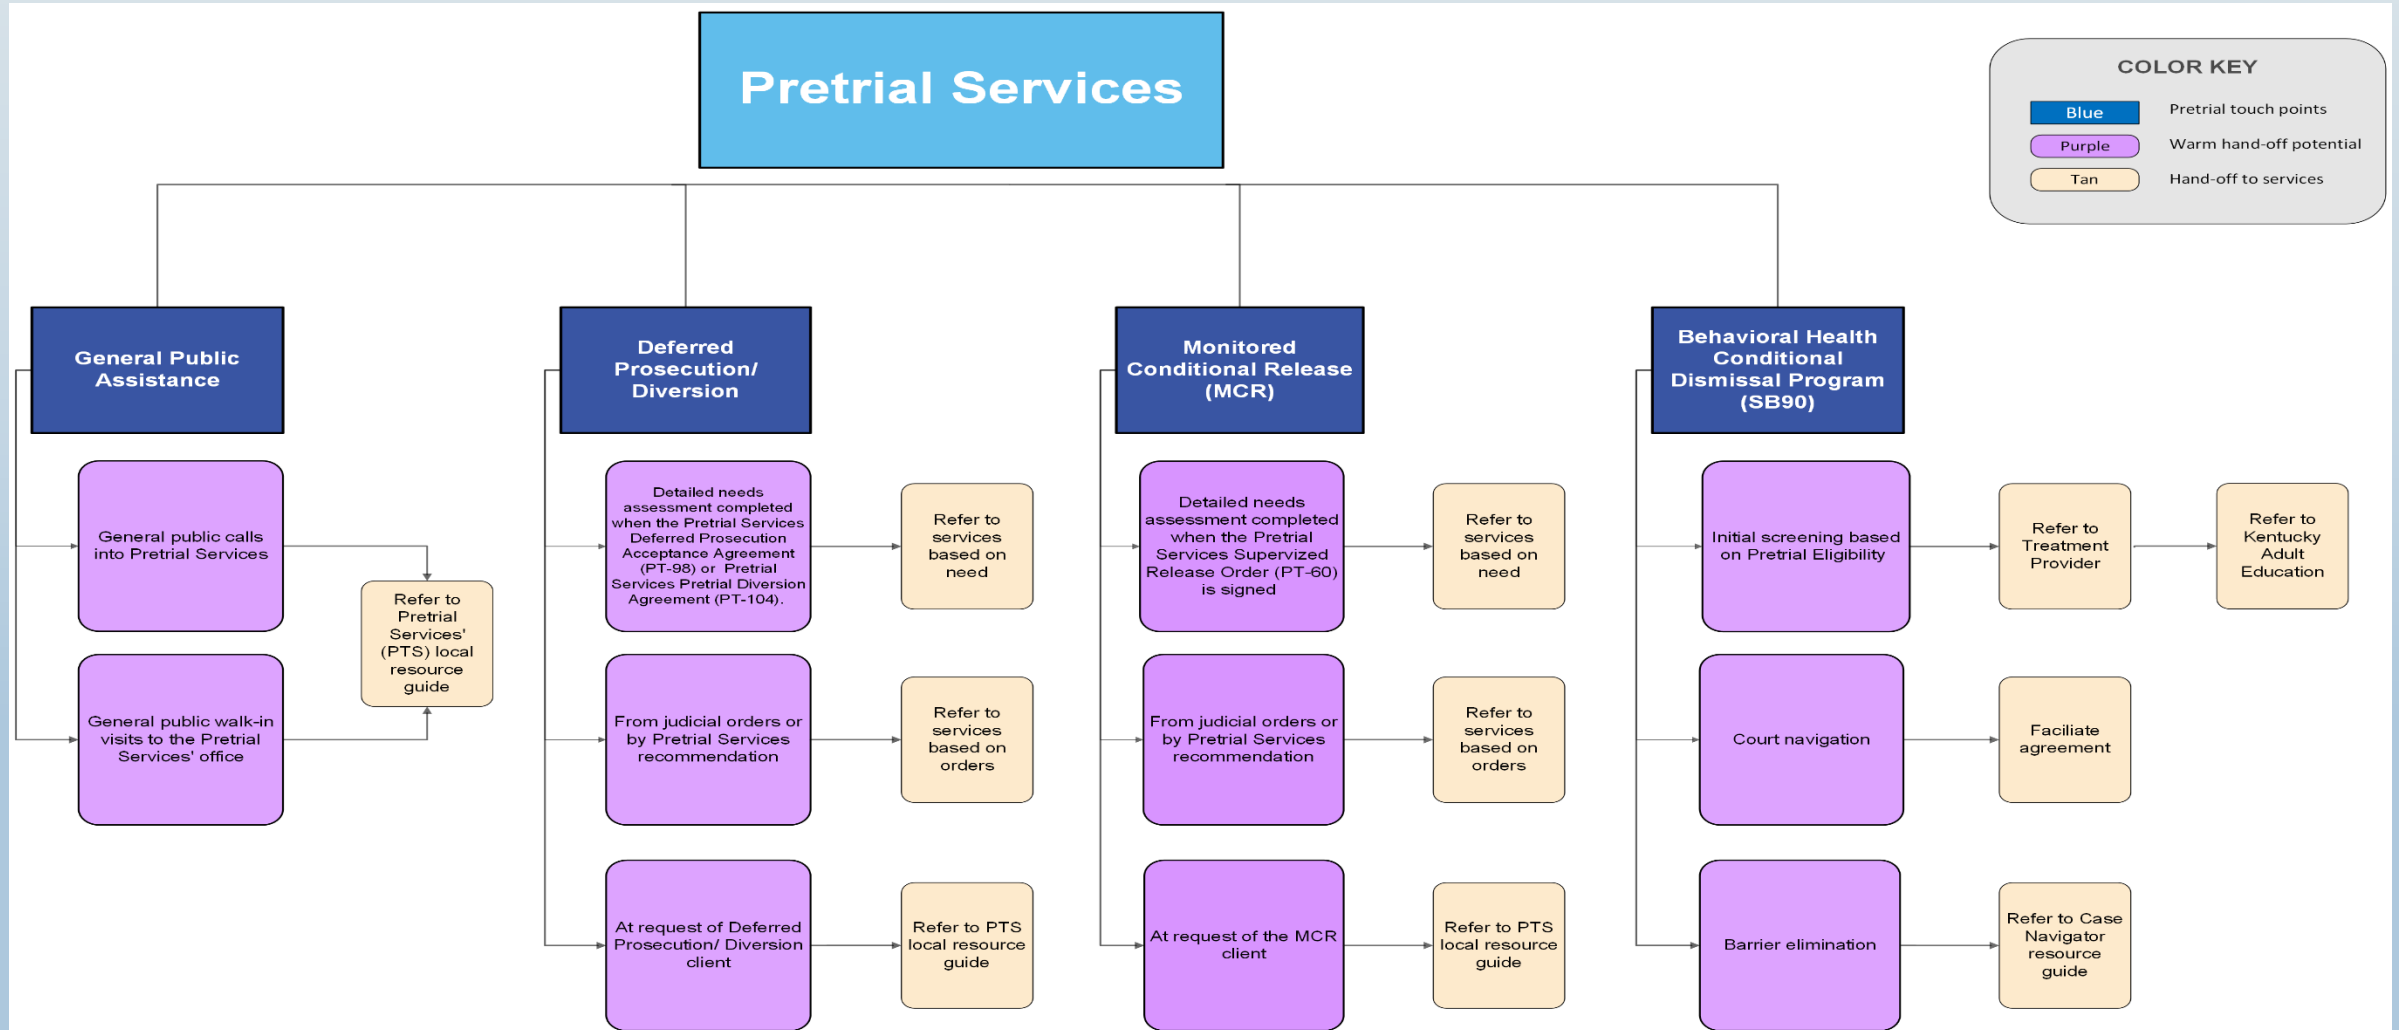 Pretrial Services
COLOR KEY
Blue
Pretrial touch points
Purple
Warm hand-off potential
Tan
Hand-off to services
General Public
Assistance
General public calls
into Pretrial Services
General public walk-in
visits to the Pretrial
Services' office
Refer to
Pretrial
Services'
(PTS) local
resource
guide
Deferred
Prosecution/
Diversion
Detailed needs
assessment completed
when the Pretrial Services
Deferred Prosecution
Acceptance Agreement
(PT-98) or Pretrial
Services Pretrial Diversion
Agreement (PT-104).
Refer to
services
based on
need
From judicial orders or
by Pretrial Services
recommendation
Refer to
services
based on
orders
At request of Deferred
Prosecution/ Diversion
client
Refer to PTS
local resource
guide
Monitored
Conditional Release
(MCR)
Detailed needs
assessment completed
when the Pretrial
Services Supervized
Release Order (PT-60)
is signed
Refer to
services
based on
need
From judicial orders or
by Pretrial Services
recommendation
Refer to
services
based on
orders
At request of the MCR
client
Refer to PTS
local resource
guide
Behavioral Health
Conditional
Dismissal Program
(SB90)
Initial screening based
on Pretrial Eligibility
Refer to
Treatment
Provider
Refer to
Kentucky
Adult
Education
Court navigation
Faciliate
agreement
Barrier elimination
Refer to Case
Navigator
resource
guide